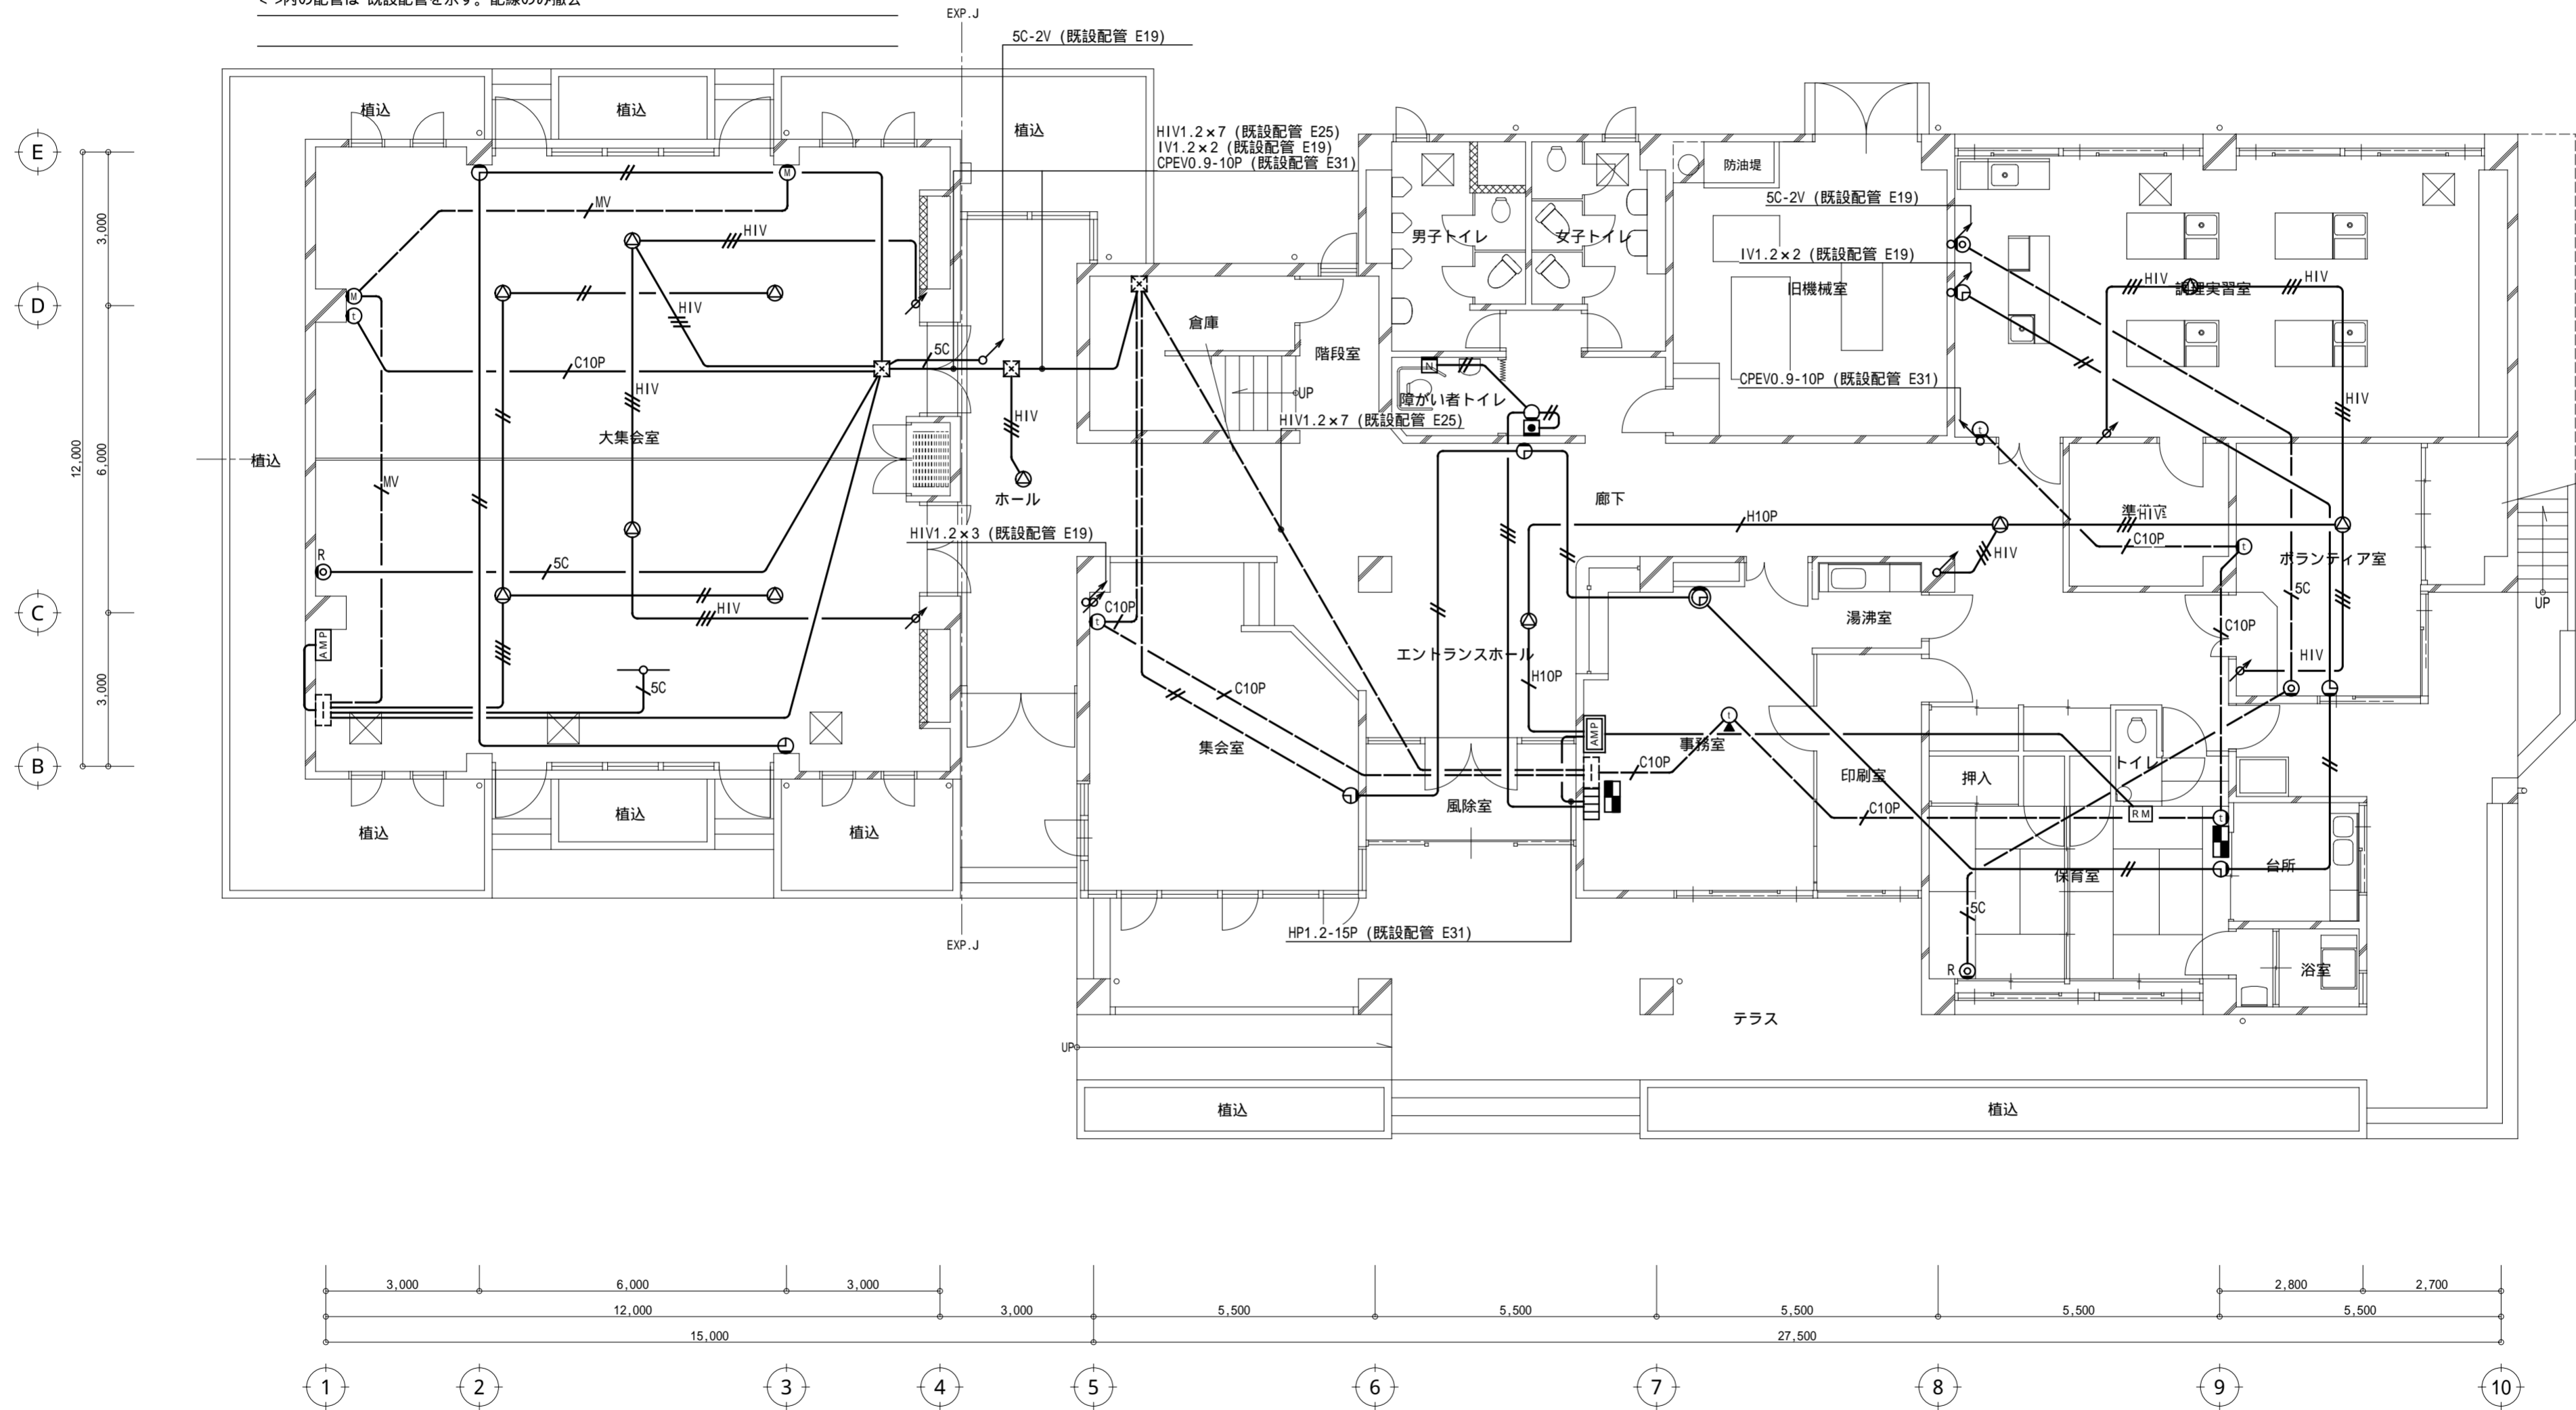 EXP.J
5C-2V (既設配管 E19)
植込
植込
植込
HIV1.2×7 (既設配管 E25)
IV1.2×2 (既設配管 E19)
CPEV0.9-10P (既設配管 E31)
E
防油堤
M
5C-2V (既設配管 E19)
MV
3,000
HIV
男子トイレ
女子トイレ
IV1.2×2 (既設配管 E19)
HIV
HIV
旧機械室
調理実習室
M
D
HIV
t
倉庫
5C
階段室
C10P
CPEV0.9-10P (既設配管 E31)
N
HIV
UP
障がい者トイレ
HIV
HIV
HIV1.2×7 (既設配管 E25)
t
大集会室
植込
12,000
6,000
MV
ホール
廊下
H10P
HIV
準備室
HIV1.2×3 (既設配管 E19)
C10P
t
R
HIV
ボランティア室
5C
5C
UP
C
HIV
C10P
t
湯沸室
C10P
AMP
エントランスホール
HIV
H10P
5C
C10P
3,000
t
AMP
集会室
事務室
C10P
トイレ
B
印刷室
押入
風除室
植込
植込
植込
C10P
RM
t
台所
保育室
5C
HP1.2-15P (既設配管 E31)
EXP.J
R
浴室
テラス
UP
植込
植込
3,000
6,000
3,000
2,800
2,700
12,000
3,000
5,500
5,500
5,500
5,500
5,500
15,000
27,500
1
2
3
4
5
6
7
8
9
10